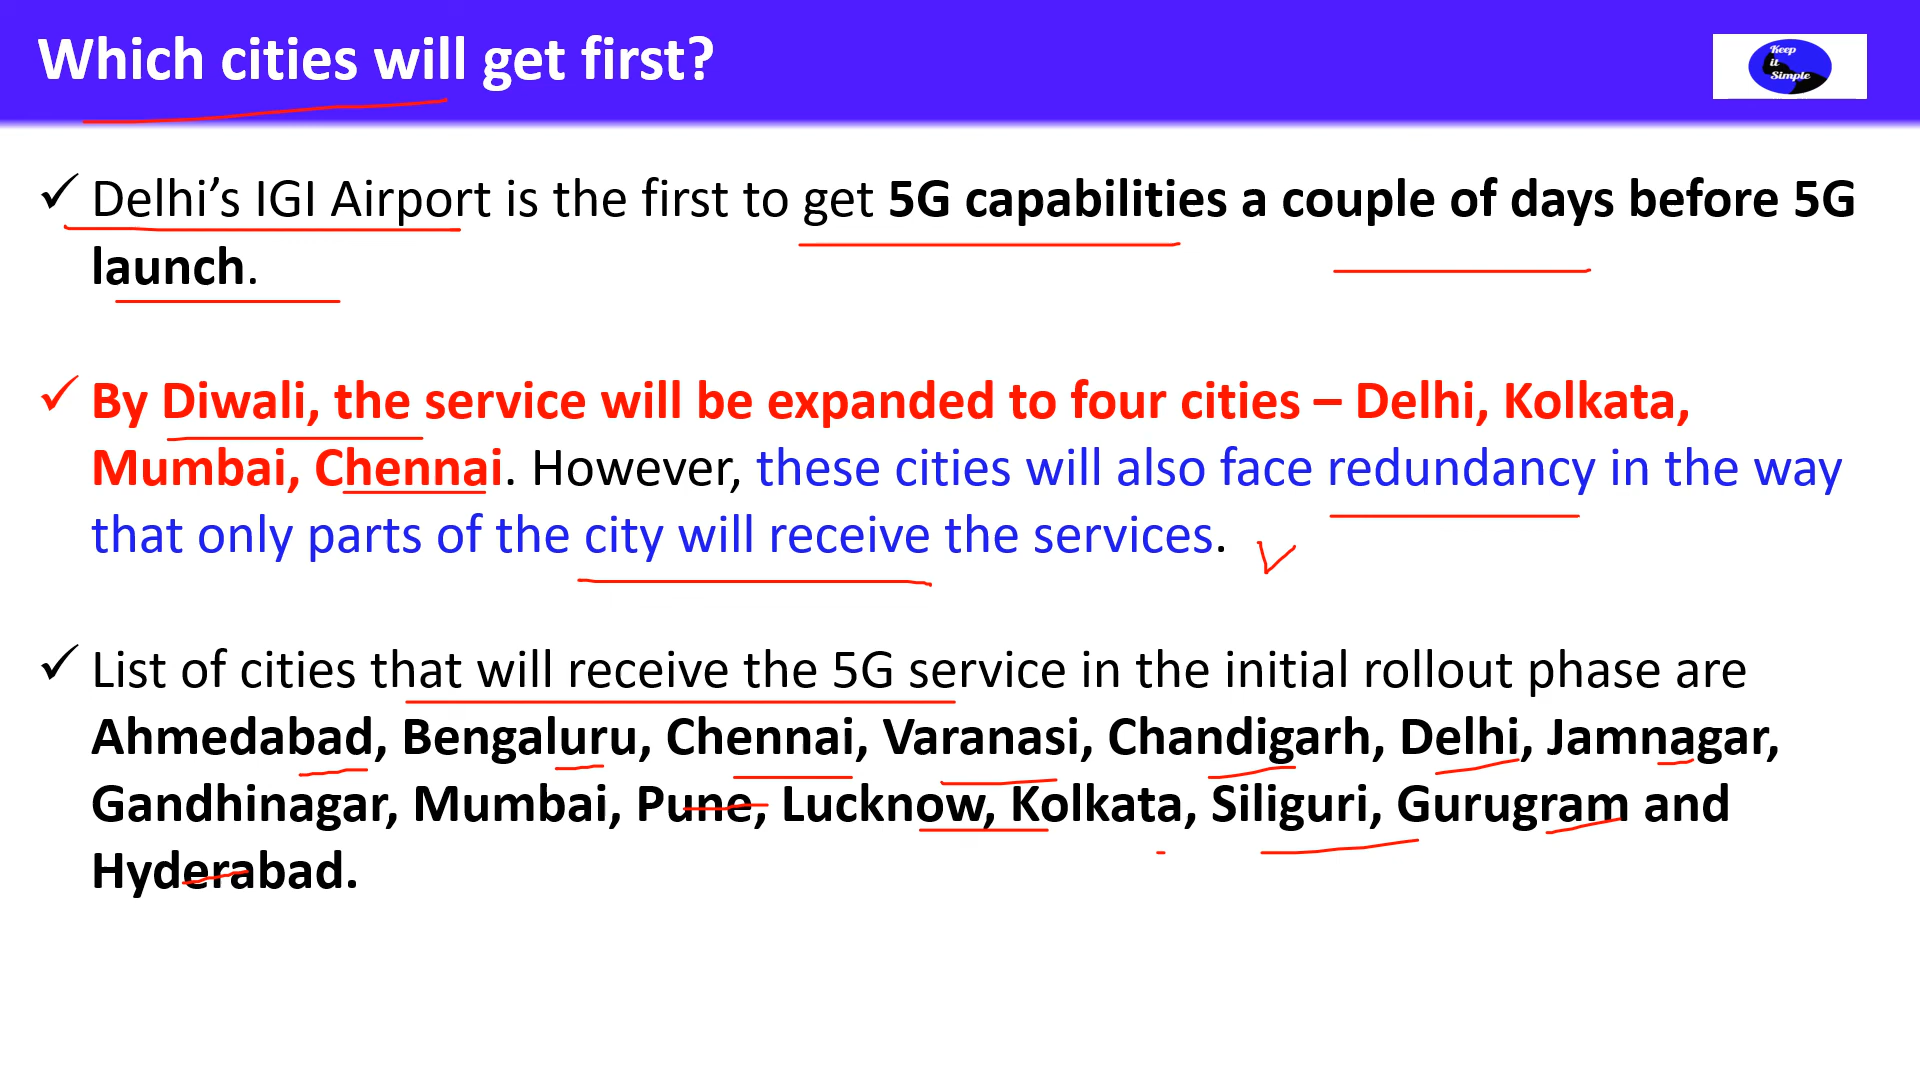 Which cities will get first?
Keep
it
Simple
✓ Delhi’s IGI Airport is the first to get 5G capabilities a couple of days before 5G
launch.
✓ By Diwali, the service will be expanded to four cities – Delhi, Kolkata,
Mumbai, Chennai. However, these cities will also face redundancy in the way
that only parts of the city will receive the services.
✓ List of cities that will receive the 5G service in the initial rollout phase are
Ahmedabad, Bengaluru, Chennai, Varanasi, Chandigarh, Delhi, Jamnagar,
Gandhinagar, Mumbai, Pune, Lucknow, Kolkata, Siliguri, Gurugram and
Hyderabad.